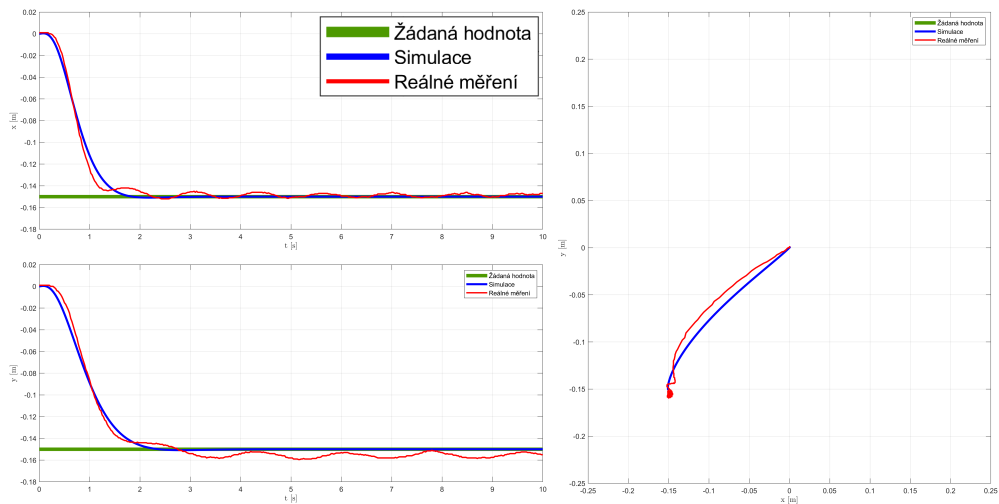 0.02
0
-0.02
-0.04
-0.06
-0.08
-0.1
-0.12
-0.14
-0.16
-0.18
x [m]
0 1 2 3 4 5 6 7 8 9 10
t [s]
Žádaná hodnota
Simulace
Reálné měření
0.02
0
-0.02
-0.04
-0.06
-0.08
-0.1
-0.12
-0.14
-0.16
-0.18
y [m]
0 1 2 3 4 5 6 7 8 9 10
t [s]
Žádaná hodnota
Simulace
Reálné měření
0.25
0.2
0.15
0.1
0.05
0
-0.05
-0.1
-0.15
-0.2
-0.25
y [m]
-0.25 -0.2 -0.15 -0.1 -0.05 0 0.05 0.1 0.15 0.2 0.25
x [m]
Žádaná hodnota
Simulace
Reálné měření